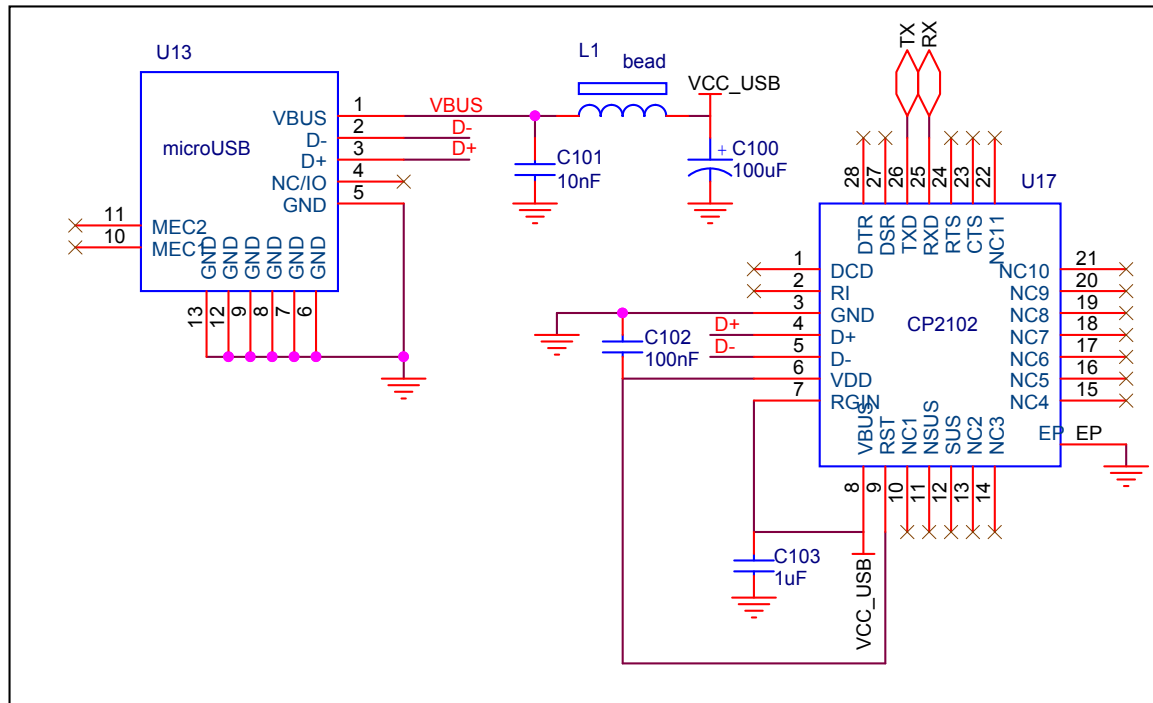 U13
microUSB
VBUS
D-
D+
NC/IO
GND
1
2
3
4
5
MEC2
MEC1
11
10
GND
GND
GND
GND
GND
GND
13
12
9
8
7
6
VBUS
D-
D+
L1
bead
VCC_USB
C101
10nF
+
C100
100uF
TX
RX
28
27
26
25
24
23
22
U17
DTR
DSR
TXD
RXD
RTS
CTS
NC11
1
2
3
4
5
6
7
DCD
RI
GND
D+
D-
VDD
RGIN
CP2102
NC10
NC9
NC8
NC7
NC6
NC5
NC4
21
20
19
18
17
16
15
EP
EP
VBUS
RST
NC1
NSUS
SUS
NC2
NC3
8
9
10
11
12
13
14
D+
D-
C102
100nF
C103
1uF
VCC_USB